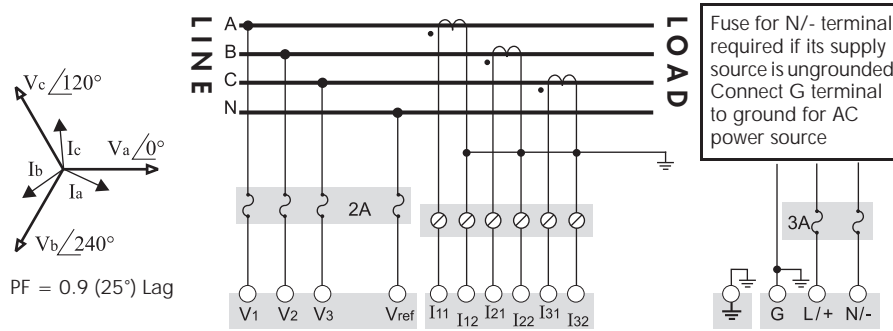 Vc/120°
Va/0°
Ic
Ib
Ia
Vb/240°
PF = 0.9 (25°) Lag
LINE
A
B
C
N
LOAD
2A
V1
V2
V3
Vref
I11
I12
I21
I22
I31
I32
Fuse for N/- terminal
required if its supply
source is ungrounded
Connect G terminal
to ground for AC
power source
3A
G
L/+
N/-